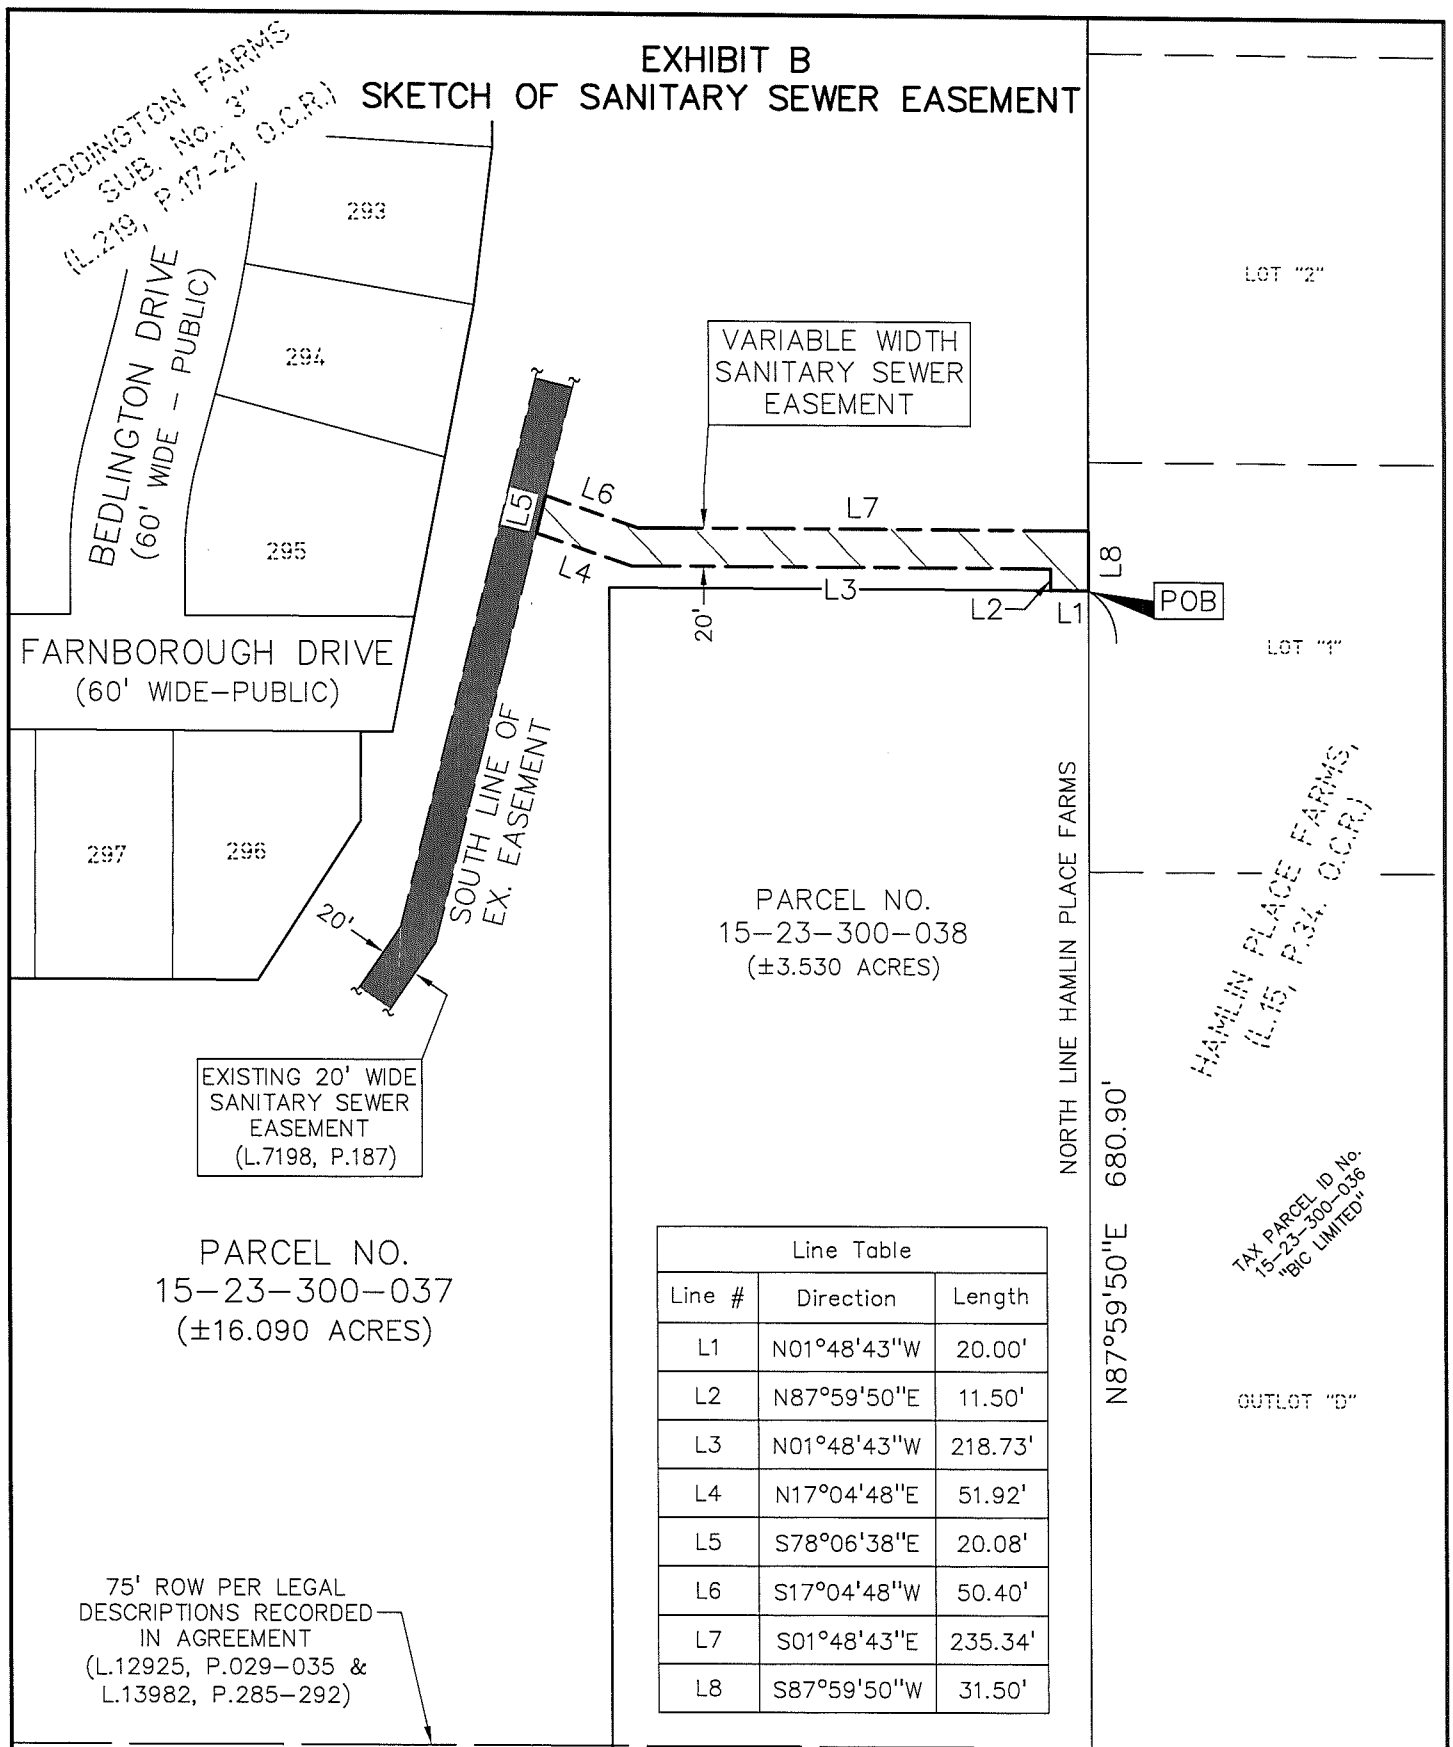 EXHIBIT B
SKETCH OF SANITARY SEWER EASEMENT
"EDDINGTON FARMS
SUB. No. 3"
(L.219, P.17-21 O.C.R.)
293
LOT "2"
BEDLINGTON DRIVE
(60' WIDE - PUBLIC)
294
VARIABLE WIDTH
SANITARY SEWER
EASEMENT
295
L5
L6
L7
L4
L3
L2
L1
L8
POB
20'
FARNBOROUGH DRIVE
(60' WIDE-PUBLIC)
LOT "1"
297
296
20'
SOUTH LINE OF
EX. EASEMENT
PARCEL NO.
15-23-300-038
(±3.530 ACRES)
NORTH LINE HAMLIN PLACE FARMS
HAMLIN PLACE FARMS,
(L.15, P.34. O.C.R.)
EXISTING 20' WIDE
SANITARY SEWER
EASEMENT
(L.7198, P.187)
N87°59'50"E 680.90'
TAX PARCEL ID No.
15-23-300-036
"BIC LIMITED"
PARCEL NO.
15-23-300-037
(±16.090 ACRES)
OUTLOT "D"
Line Table
Line # Direction Length
L1 N01°48'43"W 20.00'
L2 N87°59'50"E 11.50'
L3 N01°48'43"W 218.73'
L4 N17°04'48"E 51.92'
L5 S78°06'38"E 20.08'
L6 S17°04'48"W 50.40'
L7 S01°48'43"E 235.34'
L8 S87°59'50"W 31.50'
75' ROW PER LEGAL
DESCRIPTIONS RECORDED
IN AGREEMENT
(L.12925, P.029-035 &
L.13982, P.285-292)